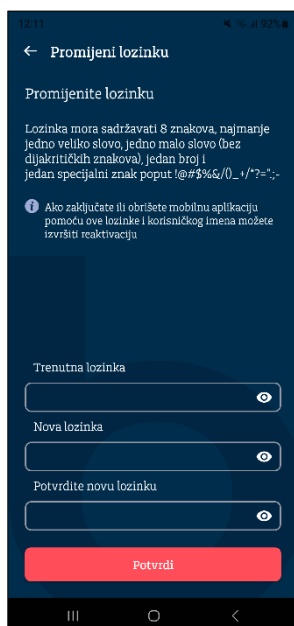 12:11
92%
Promijeni lozinku
Promijenite lozinku
Lozinka mora sadržavati 8 znakova, najmanje
jedno veliko slovo, jedno malo slovo (bez
dijakritičkih znakova), jedan broj i
jedan specijalni znak poput !@#$%&/()_+/*?=".;-
Ako zaključate ili obrišete mobilnu aplikaciju
pomoću ove lozinke i korisničkog imena možete
izvršiti reaktivaciju
Trenutna lozinka
Nova lozinka
Potvrdite novu lozinku
Potvrdi